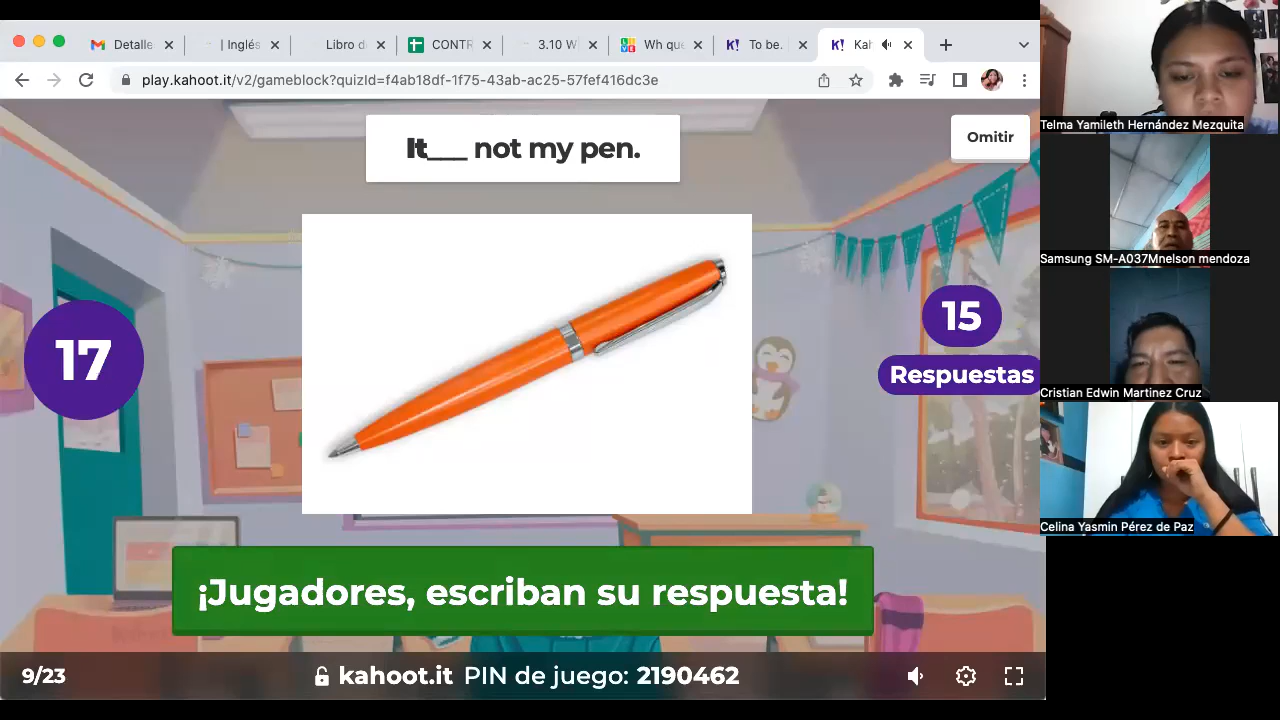 Detalle
| Inglés
Libro d
CONTR
3.10 W
Wh que
To be.
Kah
play.kahoot.it/v2/gameblock?quizId=f4ab18df-1f75-43ab-ac25-57fef416dc3e
It___ not my pen.
Omitir
17
15
Respuestas
¡Jugadores, escriban su respuesta!
9/23
kahoot.it PIN de juego: 2190462
Telma Yamileth Hernández Mezquita
Samsung SM-A037Mnelson mendoza
Cristian Edwin Martinez Cruz
Celina Yasmin Pérez de Paz